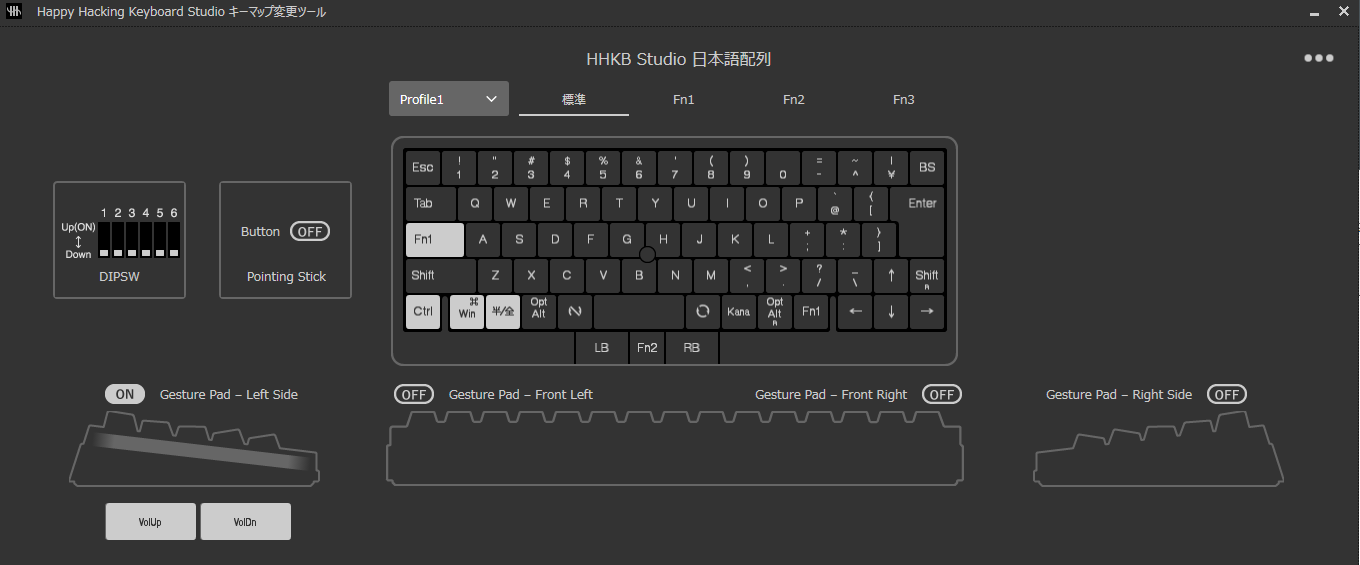 Happy Hacking Keyboard Studio キーマップ変更ツール
HHKB Studio 日本語配列
Profile1 標準 Fn1 Fn2 Fn3
Esc ! 1 " 2 # 3 $ 4 % 5 & 6 ' 7 ( 8 ) 9 0 = - ~ ^ | ¥ BS
Tab Q W E R T Y U I O P ` @ { [ Enter
Fn1 A S D F G H J K L + ; * : } ]
Shift Z X C V B N M < , > . ? / _ \ ↑ Shift R
Ctrl ⌘ Win 半/全 Opt Alt Kana Opt Alt R Fn1 ← ↓ →
LB Fn2 RB
1 2 3 4 5 6
Up(ON)
↕
Down
DIPSW
Button OFF
Pointing Stick
ON Gesture Pad – Left Side
OFF Gesture Pad – Front Left
Gesture Pad – Front Right OFF
Gesture Pad – Right Side OFF
VolUp VolDn